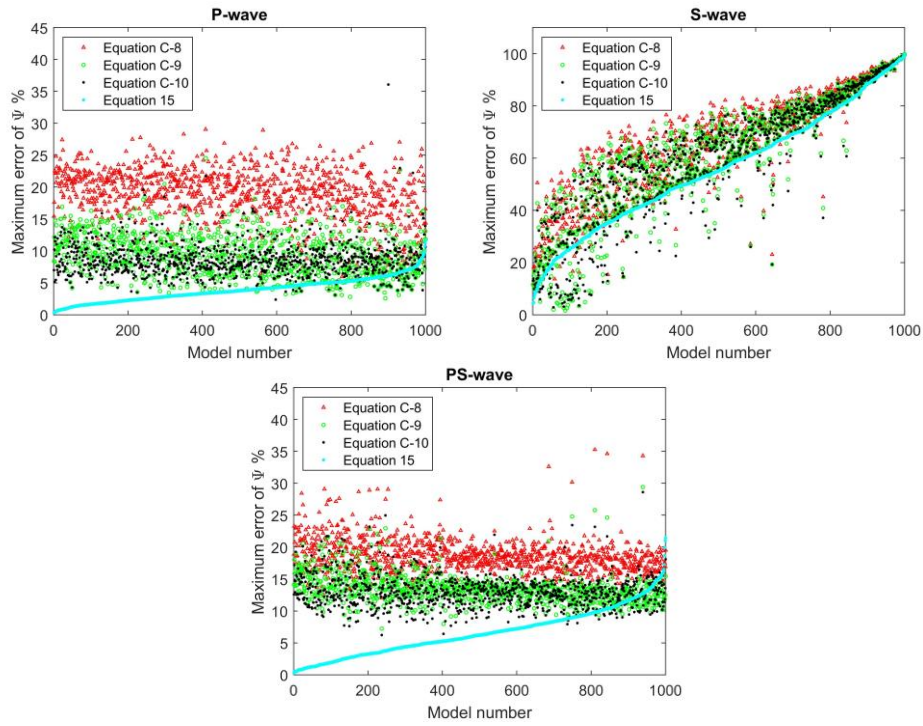 P-wave
45
40
35
30
25
20
15
10
5
0
Maximum error of Ψ %
Equation C-8
Equation C-9
Equation C-10
Equation 15
0 200 400 600 800 1000
Model number
S-wave
100
80
60
40
20
0
Maximum error of Ψ %
Equation C-8
Equation C-9
Equation C-10
Equation 15
0 200 400 600 800 1000
Model number
PS-wave
45
40
35
30
25
20
15
10
5
0
Maximum error of Ψ %
Equation C-8
Equation C-9
Equation C-10
Equation 15
0 200 400 600 800 1000
Model number